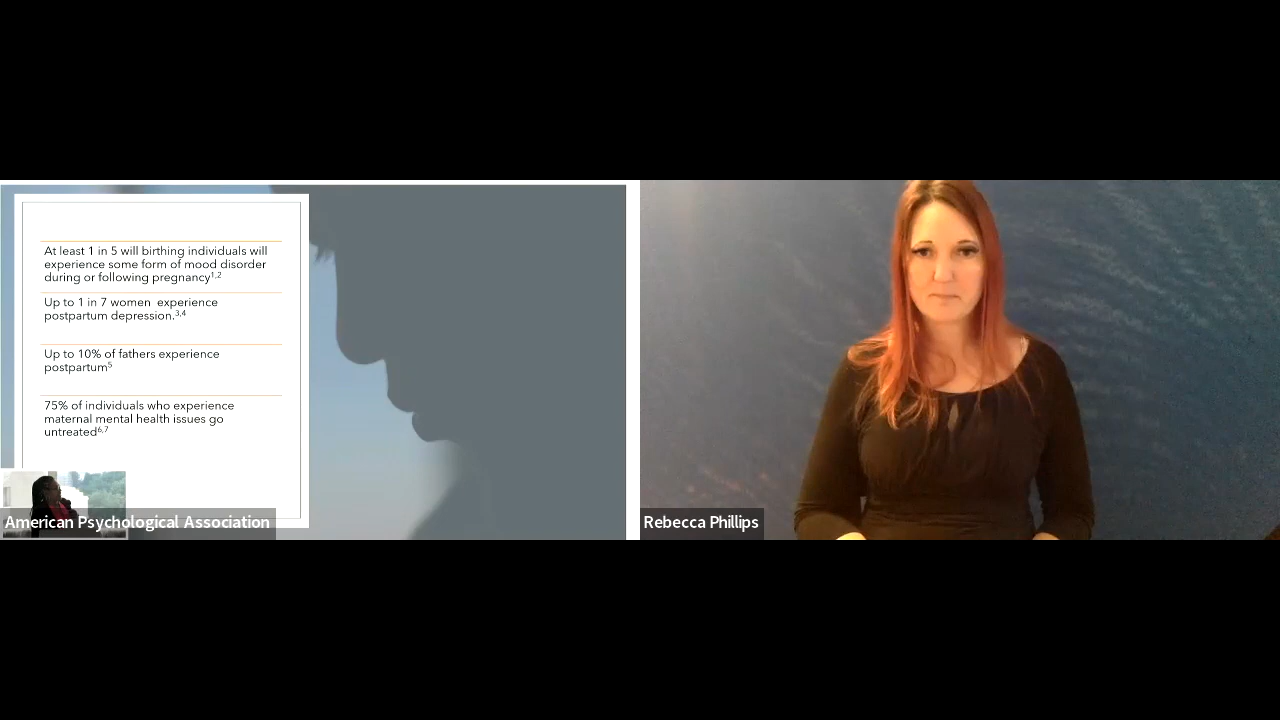 At least 1 in 5 will birthing individuals will
experience some form of mood disorder
during or following pregnancy1,2
Up to 1 in 7 women  experience
postpartum depression.3,4
Up to 10% of fathers experience
postpartum5
75% of individuals who experience
maternal mental health issues go
untreated6,7
American Psychological Association
Rebecca Phillips